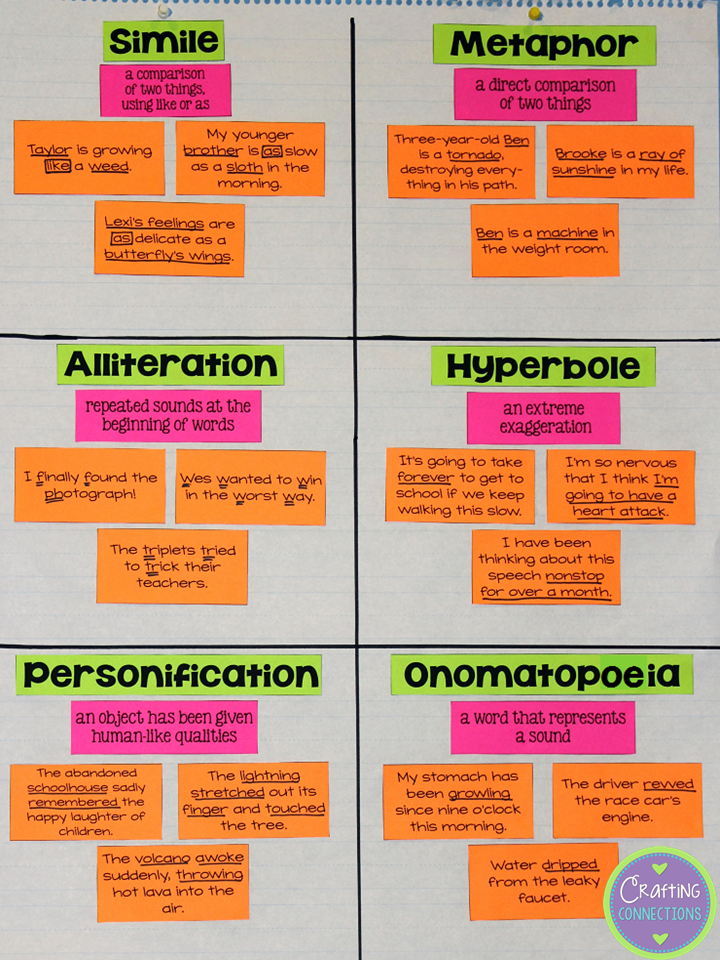 Simile
a comparison
of two things,
using like or as
Taylor is growing
like a weed.
My younger
brother is as slow
as a sloth in the
morning.
Lexi's feelings are
as delicate as a
butterfly's wings.
Metaphor
a direct comparison
of two things
Three-year-old Ben
is a tornado,
destroying every-
thing in his path.
Brooke is a ray of
sunshine in my life.
Ben is a machine in
the weight room.
Alliteration
repeated sounds at the
beginning of words
I finally found the
photograph!
Wes wanted to win
in the worst way.
The triplets tried
to trick their
teachers.
Hyperbole
an extreme
exaggeration
It's going to take
forever to get to
school if we keep
walking this slow.
I'm so nervous
that I think I'm
going to have a
heart attack.
I have been
thinking about this
speech nonstop
for over a month.
Personification
an object has been given
human-like qualities
The abandoned
schoolhouse sadly
remembered the
happy laughter of
children.
The lightning
stretched out its
finger and touched
the tree.
The volcano awoke
suddenly, throwing
hot lava into the
air.
Onomatopoeia
a word that represents
a sound
My stomach has
been growling
since nine o'clock
this morning.
The driver revved
the race car's
engine.
Water dripped
from the leaky
faucet.
Crafting
CONNECTIONS